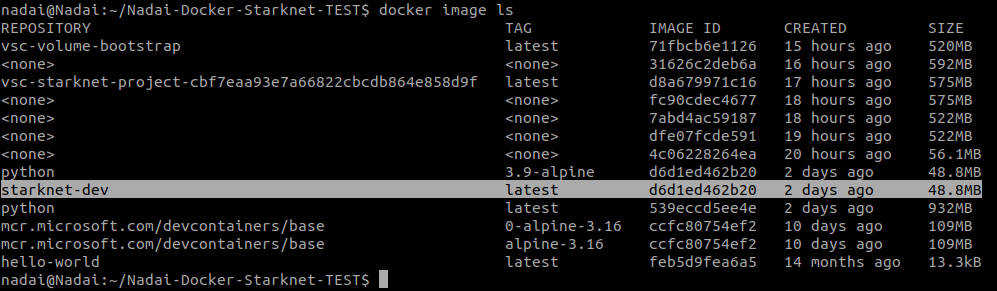 nadai@Nadai:~/Nadai-Docker-Starknet-TEST$ docker image ls
REPOSITORY TAG IMAGE ID CREATED SIZE
vsc-volume-bootstrap latest 71fbcb6e1126 15 hours ago 520MB
<none> <none> 31626c2deb6a 16 hours ago 592MB
vsc-starknet-project-cbf7eaa93e7a66822cbcdb864e858d9f latest d8a679971c16 17 hours ago 575MB
<none> <none> fc90cdec4677 18 hours ago 575MB
<none> <none> 7abd4ac59187 18 hours ago 522MB
<none> <none> dfe07fcde591 19 hours ago 522MB
<none> <none> 4c06228264ea 20 hours ago 56.1MB
python 3.9-alpine d6d1ed462b20 2 days ago 48.8MB
starknet-dev latest d6d1ed462b20 2 days ago 48.8MB
python latest 539eccd5ee4e 2 days ago 932MB
mcr.microsoft.com/devcontainers/base 0-alpine-3.16 ccfc80754ef2 10 days ago 109MB
mcr.microsoft.com/devcontainers/base alpine-3.16 ccfc80754ef2 10 days ago 109MB
hello-world latest feb5d9fea6a5 14 months ago 13.3kB
nadai@Nadai:~/Nadai-Docker-Starknet-TEST$